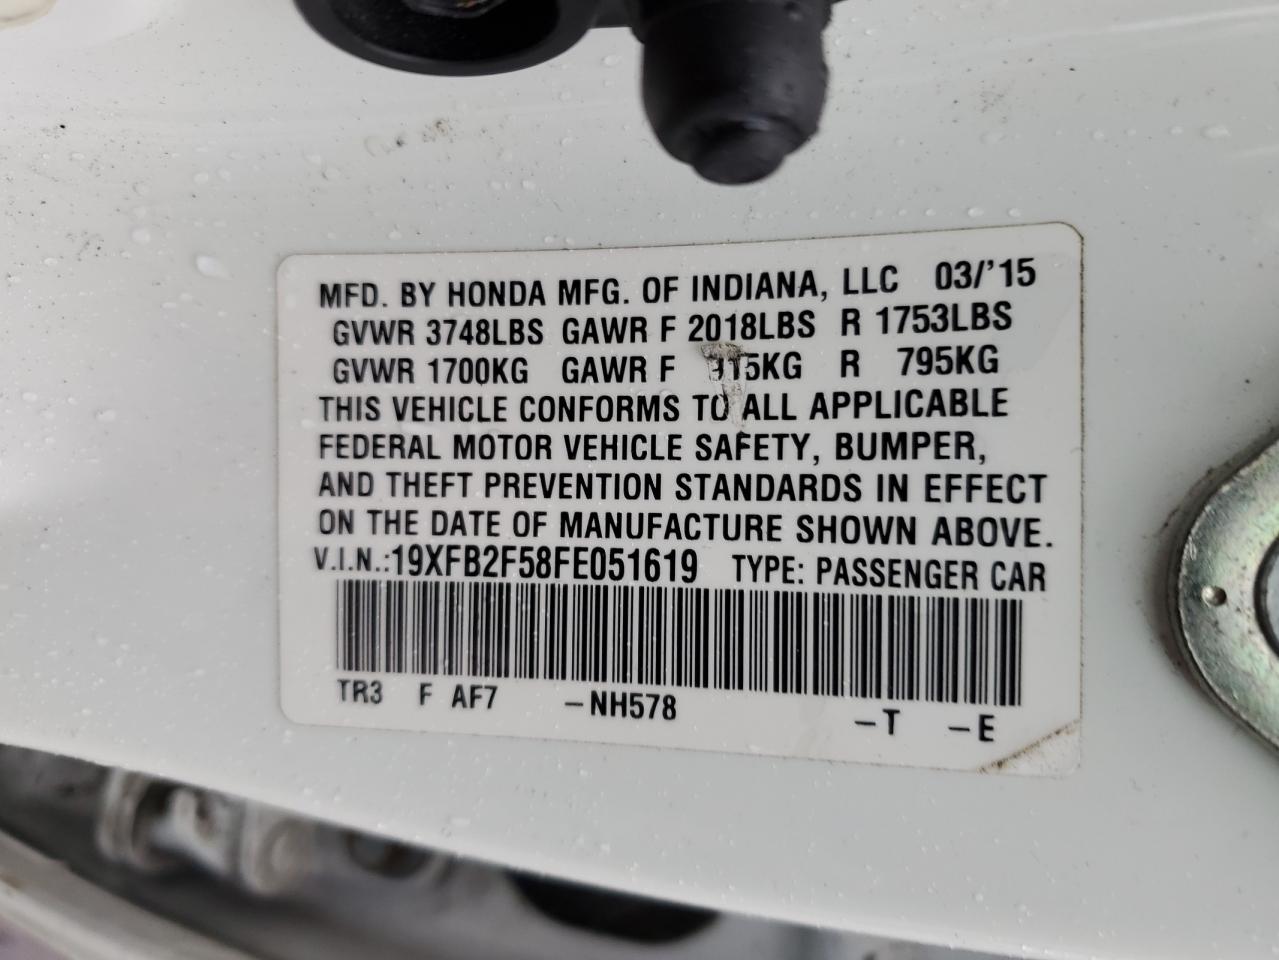 MFD. BY HONDA MFG. OF INDIANA, LLC 03/'15
GVWR 3748LBS GAWR F 2018LBS R 1753LBS
GVWR 1700KG GAWR F 915KG R 795KG
THIS VEHICLE CONFORMS TO ALL APPLICABLE
FEDERAL MOTOR VEHICLE SAFETY, BUMPER,
AND THEFT PREVENTION STANDARDS IN EFFECT
ON THE DATE OF MANUFACTURE SHOWN ABOVE.
V.I.N.:19XFB2F58FE051619 TYPE: PASSENGER CAR
TR3 F AF7 –NH578 –T –E